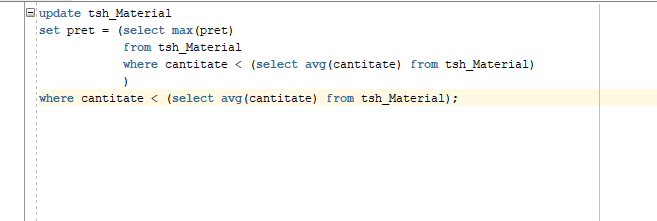 update tsh_Material
set pret = (select max(pret)
from tsh_Material
where cantitate < (select avg(cantitate) from tsh_Material)
)
where cantitate < (select avg(cantitate) from tsh_Material);